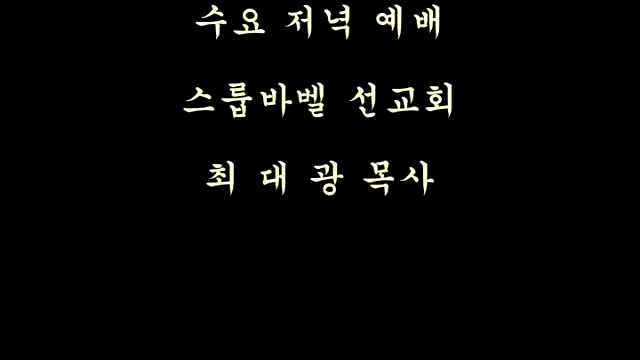 수요 저녁 예배
스룹바벨 선교회
최 대 광 목사